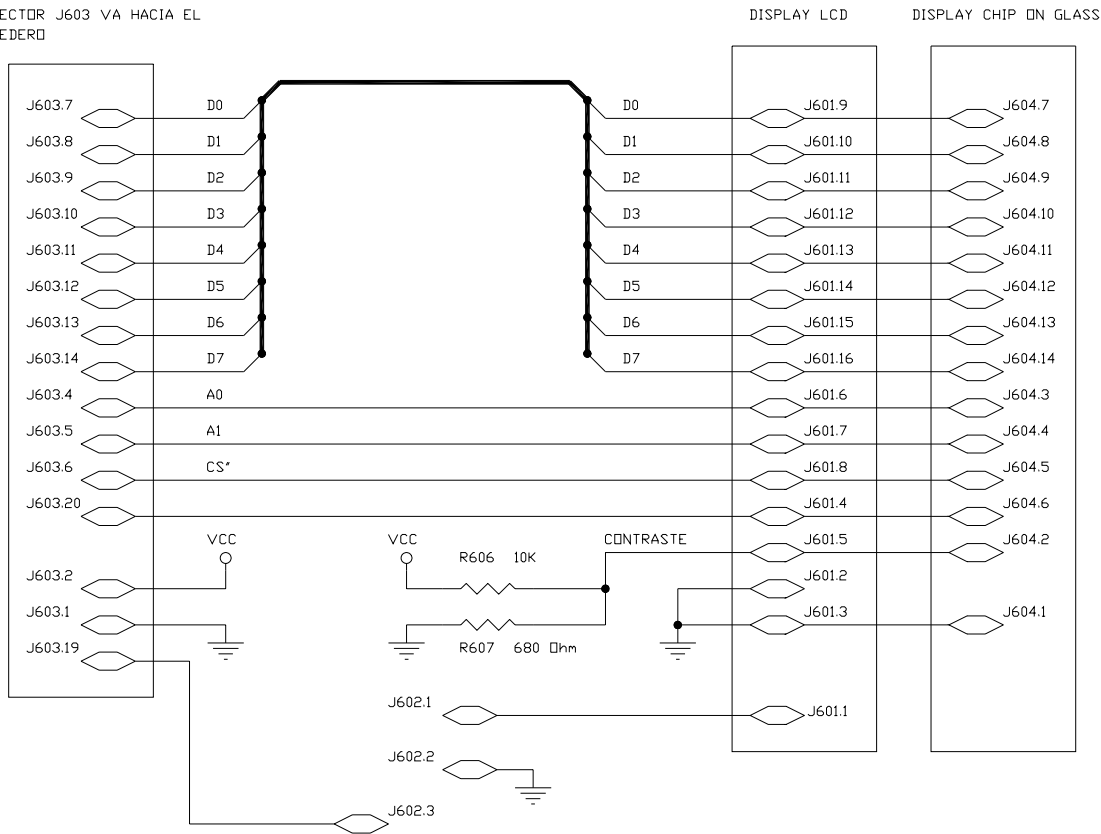 ECTOR J603 VA HACIA EL
EDERO
DISPLAY LCD
DISPLAY CHIP ON GLASS
J603.7 D0 D0 J601.9 J604.7
J603.8 D1 D1 J601.10 J604.8
J603.9 D2 D2 J601.11 J604.9
J603.10 D3 D3 J601.12 J604.10
J603.11 D4 D4 J601.13 J604.11
J603.12 D5 D5 J601.14 J604.12
J603.13 D6 D6 J601.15 J604.13
J603.14 D7 D7 J601.16 J604.14
J603.4 A0 J601.6 J604.3
J603.5 A1 J601.7 J604.4
J603.6 CS* J601.8 J604.5
J603.20 J601.4 J604.6
VCC VCC CONTRASTE J601.5 J604.2
R606 10K
J603.2 J601.2
J603.1 J601.3 J604.1
J603.19 R607 680 Ohm
J602.1 J601.1
J602.2
J602.3